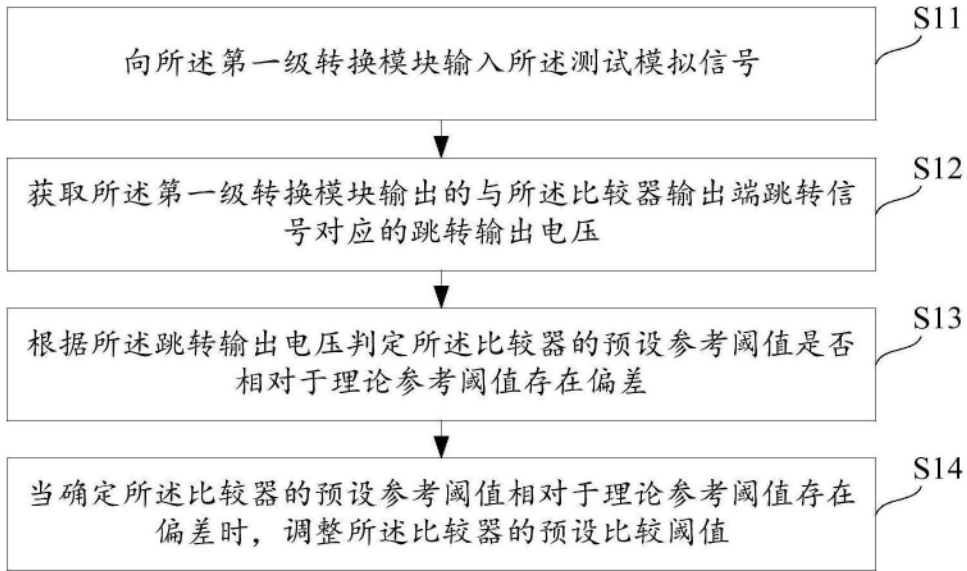 S11
向所述第一级转换模块输入所述测试模拟信号
S12
获取所述第一级转换模块输出的与所述比较器输出端跳转信
号对应的跳转输出电压
S13
根据所述跳转输出电压判定所述比较器的预设参考阈值是否
相对于理论参考阈值存在偏差
S14
当确定所述比较器的预设参考阈值相对于理论参考阈值存在
偏差时，调整所述比较器的预设比较阈值